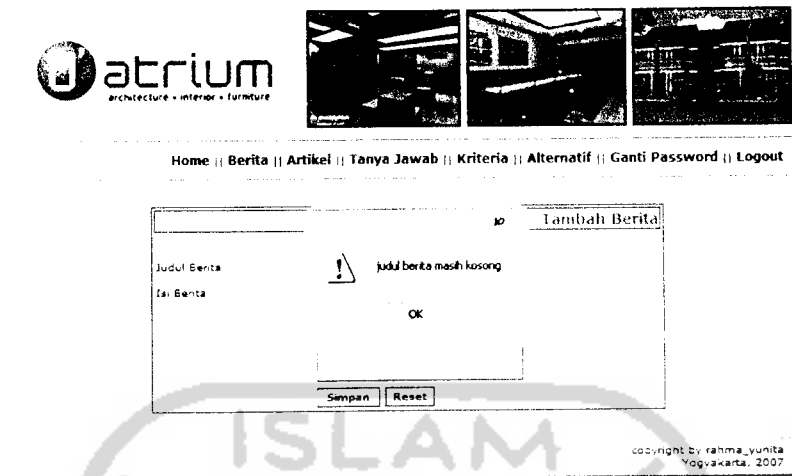 atrium
architecture • interior • furniture
Home || Berita || Artikel || Tanya Jawab || Kriteria || Alternatif || Ganti Password || Logout
Tambah Berita
Judul Berita
judul berita masih kosong
Isi Berita
OK
Simpan Reset
ISLAM
copyright by rahma_yunita
Yogyakarta, 2007